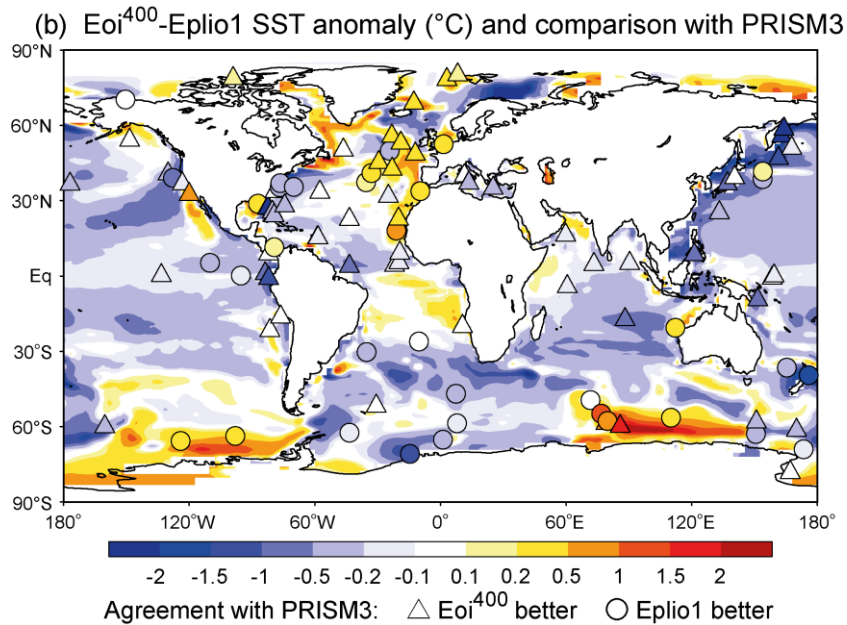 (b) Eoi⁴⁰⁰-Eplio1 SST anomaly (°C) and comparison with PRISM3
90°N
60°N
30°N
Eq
30°S
60°S
90°S
180° 120°W 60°W 0° 60°E 120°E 180°
-2 -1.5 -1 -0.5 -0.2 -0.1 0.1 0.2 0.5 1 1.5 2
Agreement with PRISM3: △ Eoi⁴⁰⁰ better ○ Eplio1 better